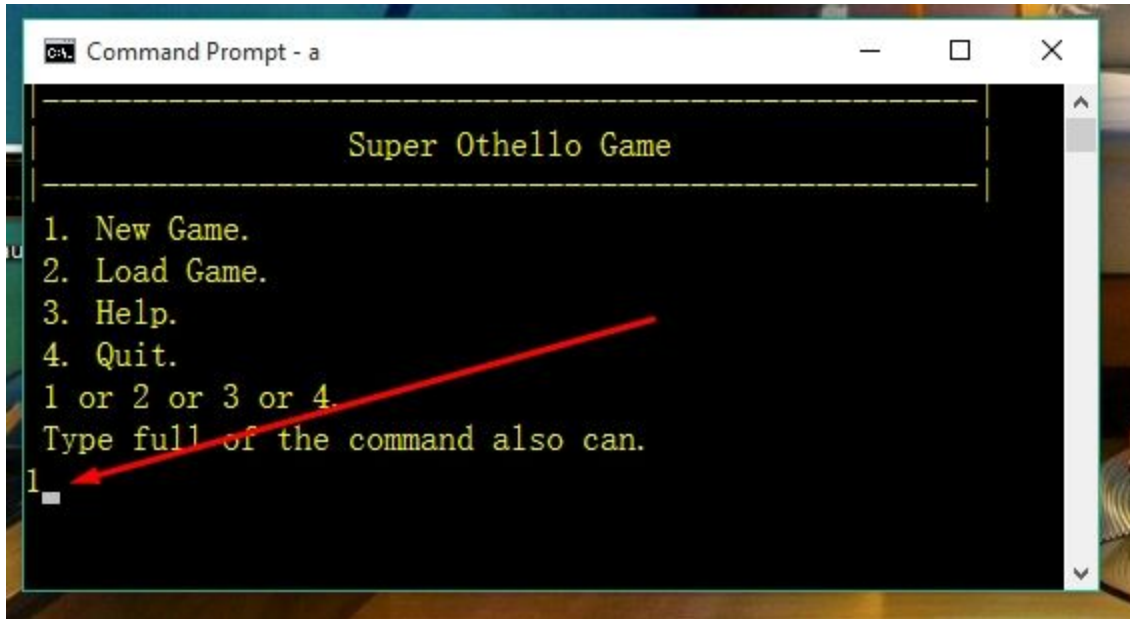 Command Prompt - a
Super Othello Game
1. New Game.
2. Load Game.
3. Help.
4. Quit.
1 or 2 or 3 or 4.
Type full of the command also can.
1